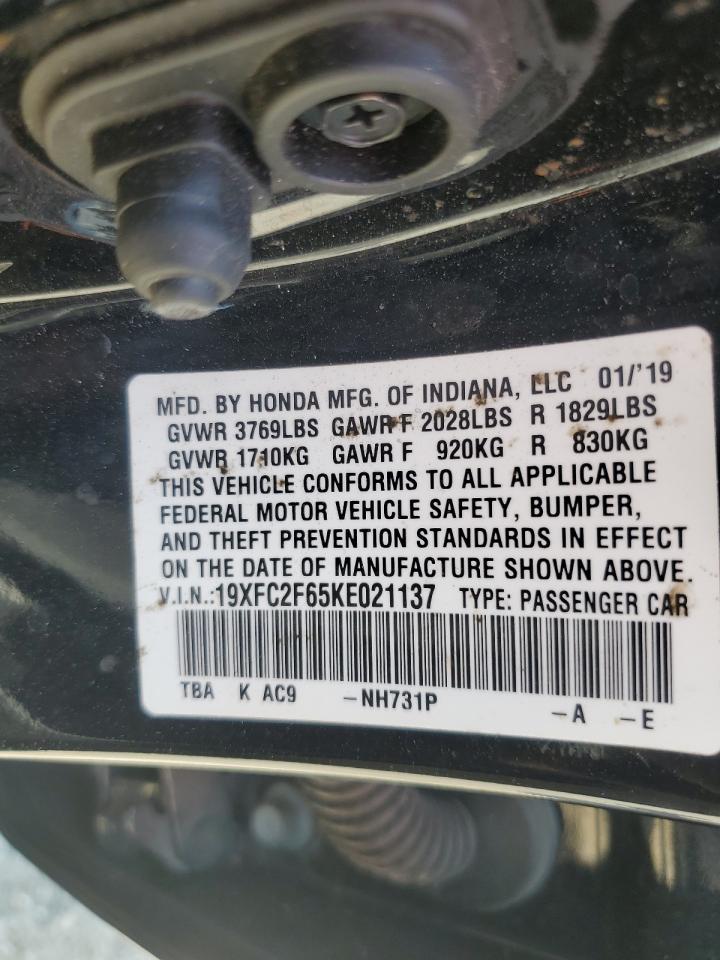 MFD. BY HONDA MFG. OF INDIANA, LLC 01/'19
GVWR 3769LBS GAWR F 2028LBS R 1829LBS
GVWR 1710KG GAWR F 920KG R 830KG
THIS VEHICLE CONFORMS TO ALL APPLICABLE
FEDERAL MOTOR VEHICLE SAFETY, BUMPER,
AND THEFT PREVENTION STANDARDS IN EFFECT
ON THE DATE OF MANUFACTURE SHOWN ABOVE.
V.I.N.:19XFC2F65KE021137 TYPE: PASSENGER CAR
TBA K AC9 -NH731P -A -E